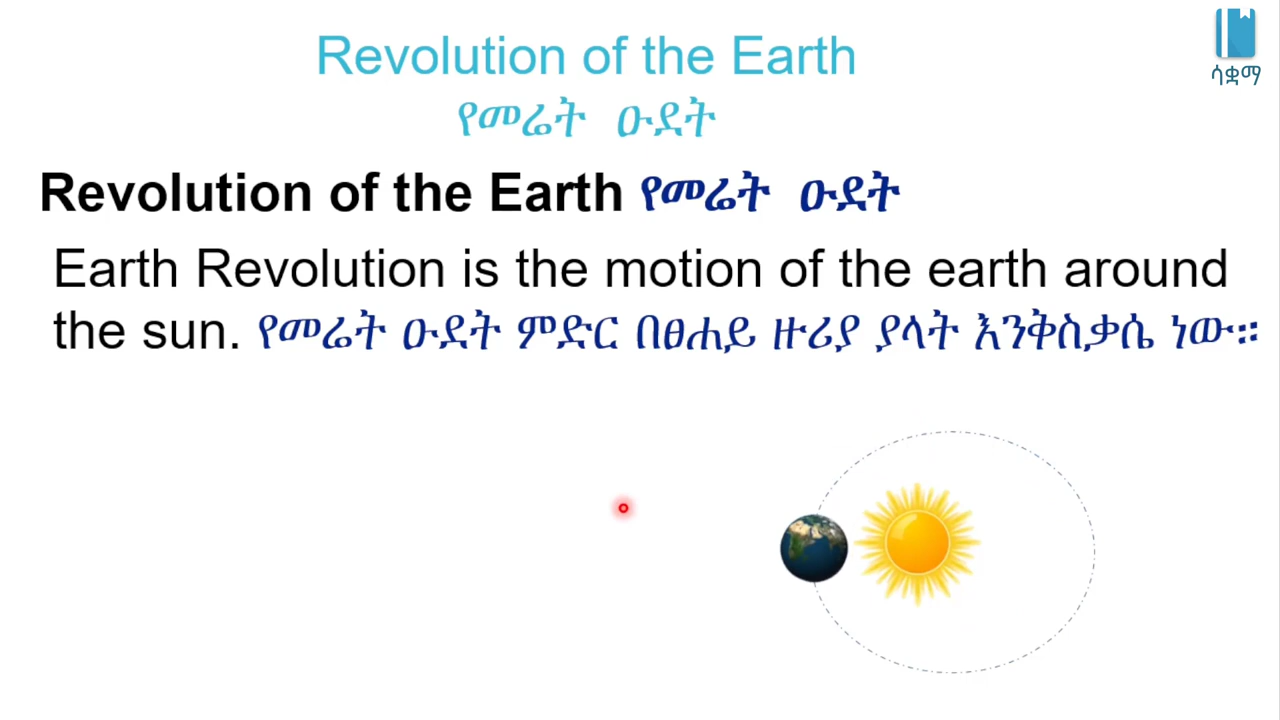 Revolution of the Earth
የመሬት ዑደት
ሳቋማ
Revolution of the Earth የመሬት ዑደት
Earth Revolution is the motion of the earth around
the sun. የመሬት ዑደት ምድር በፀሐይ ዙሪያ ያላት እንቅስቃሴ ነው።